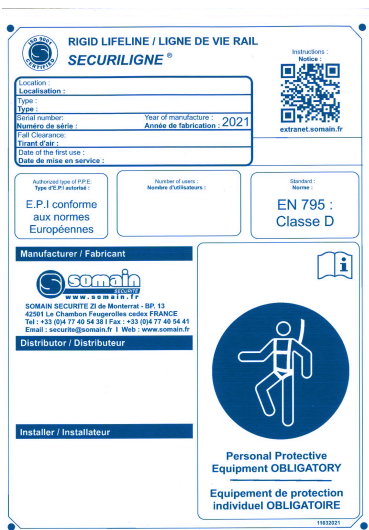 ISO 9001
CERTIFIED
RIGID LIFELINE / LIGNE DE VIE RAIL
SECURILIGNE ®
Instructions :
Notice :
extranet.somain.fr
Location :
Localisation :
Type :
Type :
Serial number:
Numéro de série :
Year of manufacture :
Année de fabrication :
2021
Fall Clearance:
Tirant d'air :
Date of the first use :
Date de mise en service :
Authorized type of P.P.E:
Type d'E.P.I autorisé :
E.P.I conforme
aux normes
Européennes
Number of users :
Nombre d'utilisateurs :
Standard :
Norme :
EN 795 :
Classe D
Manufacturer / Fabricant
somain
SECURITE
www.somain.fr
SOMAIN SECURITE ZI de Monterrat - BP. 13
42501 Le Chambon Feugerolles cedex FRANCE
Tel : +33 (0)4 77 40 54 38 I Fax : +33 (0)4 77 40 54 41
Email : securite@somain.fr I Web : www.somain.fr
Distributor / Distributeur
Installer / Installateur
i
Personal Protective
Equipment OBLIGATORY
Equipement de protection
individuel OBLIGATOIRE
11032021